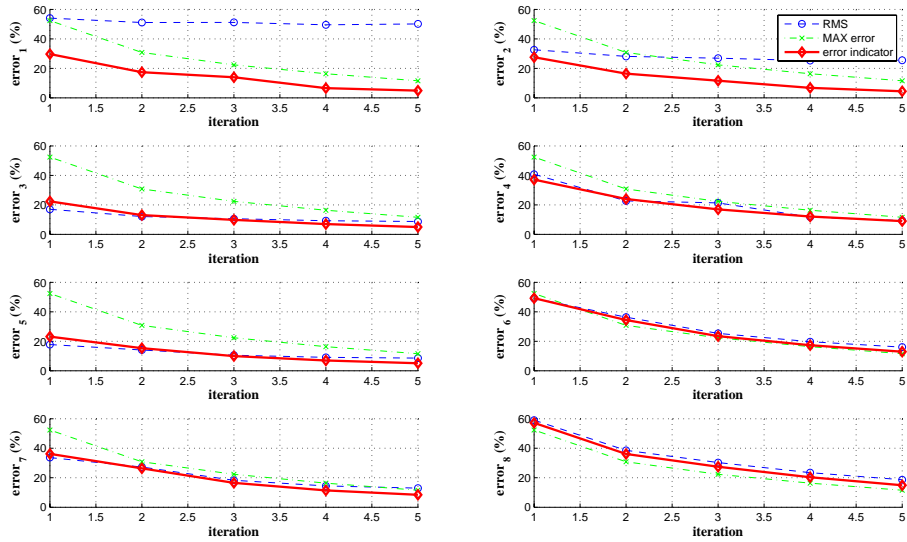 60
40
20
0
error 1 (%)
1 1.5 2 2.5 3 3.5 4 4.5 5
iteration
60
40
20
0
error 2 (%)
RMS
MAX error
error indicator
1 1.5 2 2.5 3 3.5 4 4.5 5
iteration
60
40
20
0
error 3 (%)
1 1.5 2 2.5 3 3.5 4 4.5 5
iteration
60
40
20
0
error 4 (%)
1 1.5 2 2.5 3 3.5 4 4.5 5
iteration
60
40
20
0
error 5 (%)
1 1.5 2 2.5 3 3.5 4 4.5 5
iteration
60
40
20
0
error 6 (%)
1 1.5 2 2.5 3 3.5 4 4.5 5
iteration
60
40
20
0
error 7 (%)
1 1.5 2 2.5 3 3.5 4 4.5 5
iteration
60
40
20
0
error 8 (%)
1 1.5 2 2.5 3 3.5 4 4.5 5
iteration